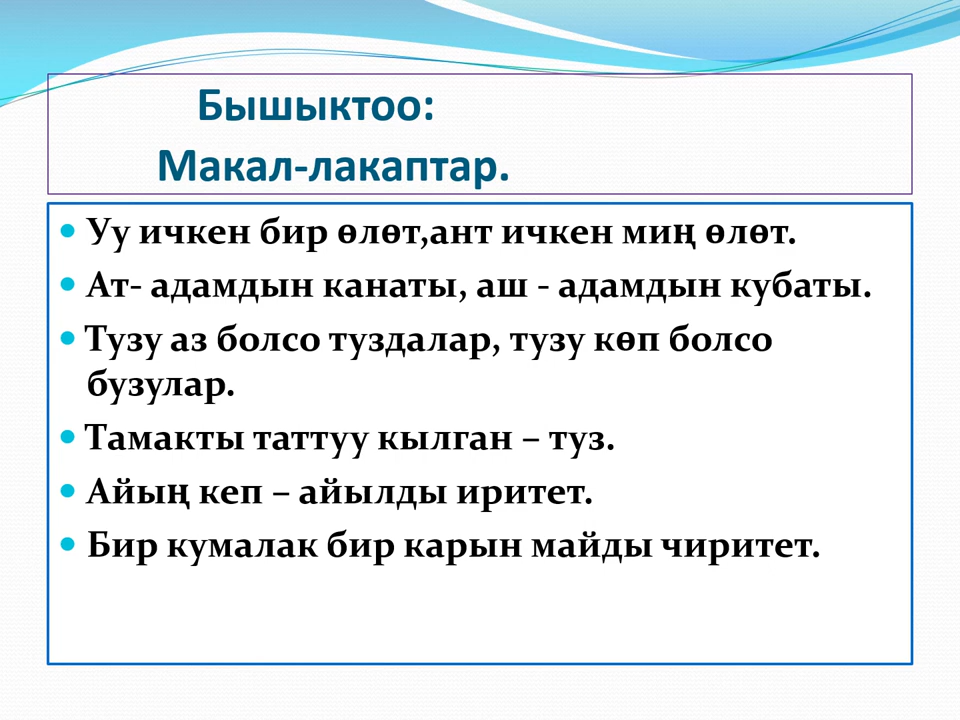 Бышыктоо:
Макал-лакаптар.
Уу ичкен бир өлөт,ант ичкен миң өлөт.
Ат- адамдын канаты, аш - адамдын кубаты.
Тузу аз болсо туздалар, тузу көп болсо
бузулар.
Тамакты таттуу кылган – туз.
Айың кеп – айылды иритет.
Бир кумалак бир карын майды чиритет.